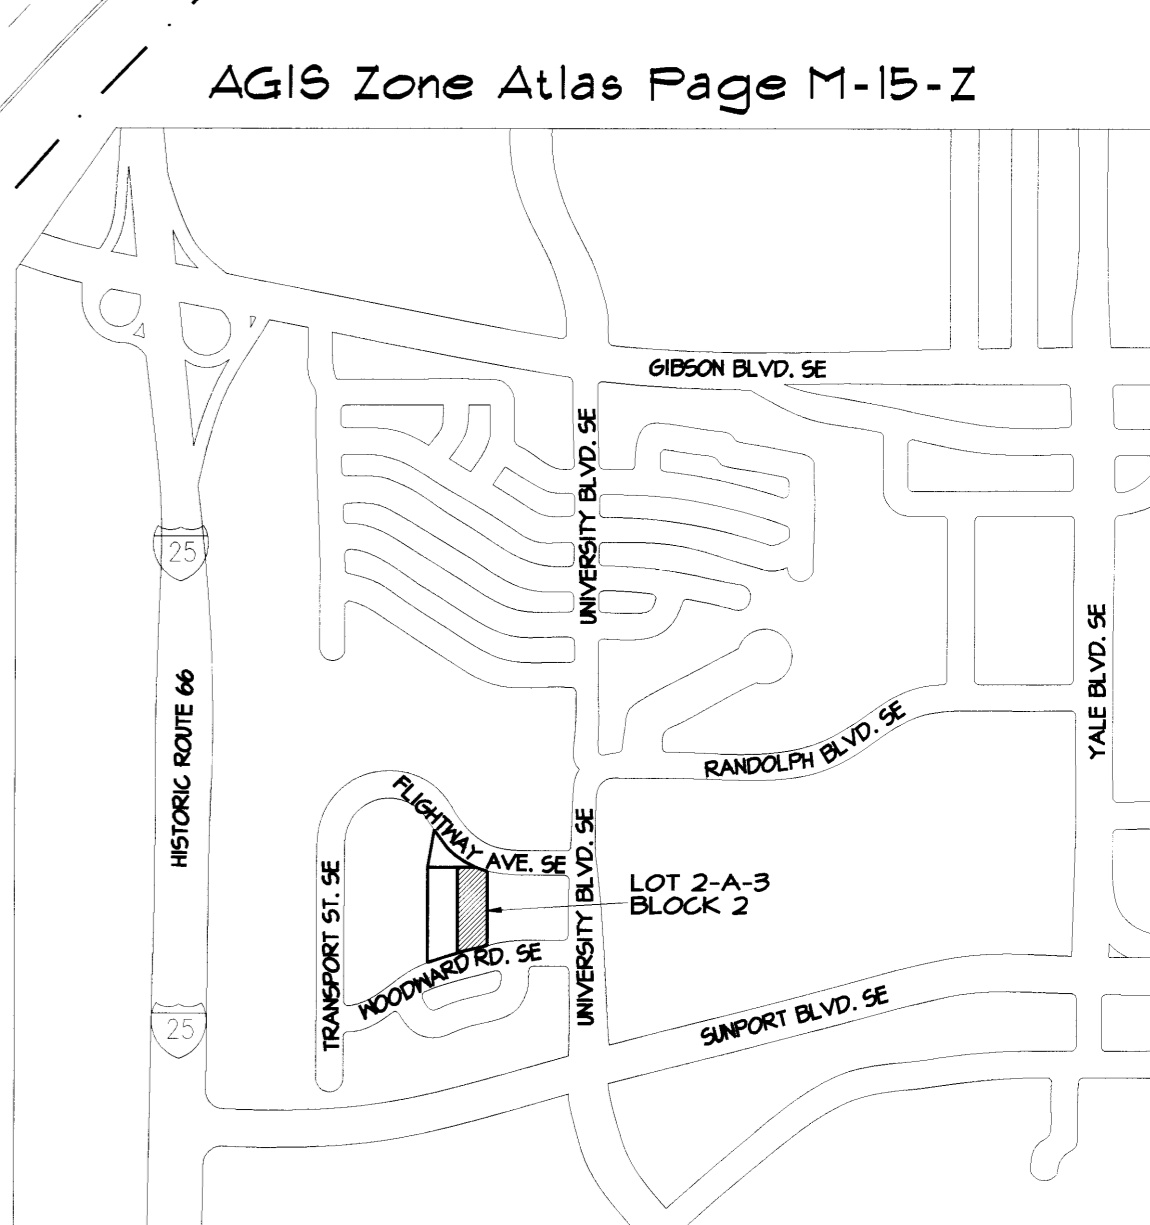 AGIS Zone Atlas Page M-15-Z
GIBSON BLVD. SE
UNIVERSITY BLVD. SE
25
YALE BLVD. SE
HISTORIC ROUTE 66
RANDOLPH BLVD. SE
FLIGHTWAY AVE. SE
UNIVERSITY BLVD. SE
TRANSPORT ST. SE
LOT 2-A-3
BLOCK 2
WOODWARD RD. SE
SUNPORT BLVD. SE
25